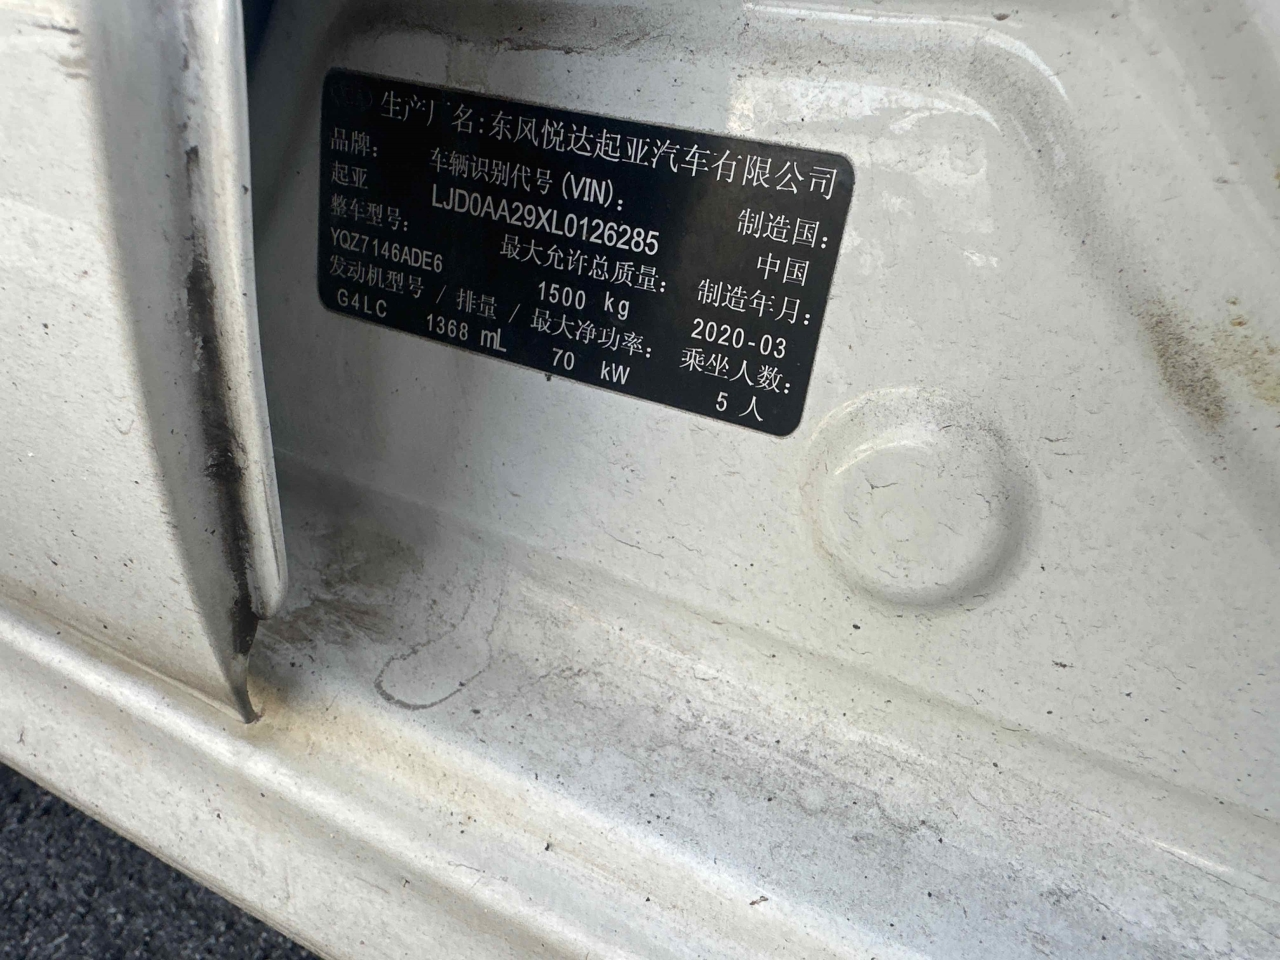 生产厂名:东风悦达起亚汽车有限公司
品牌: 车辆识别代号(VIN): 制造国:
起亚 LJD0AA29XL0126285 中国
整车型号: 最大允许总质量: 制造年月:
YQZ7146ADE6 1500 kg 2020-03
发动机型号 / 排量 / 最大净功率: 乘坐人数:
G4LC 1368 mL 70 kW 5 人